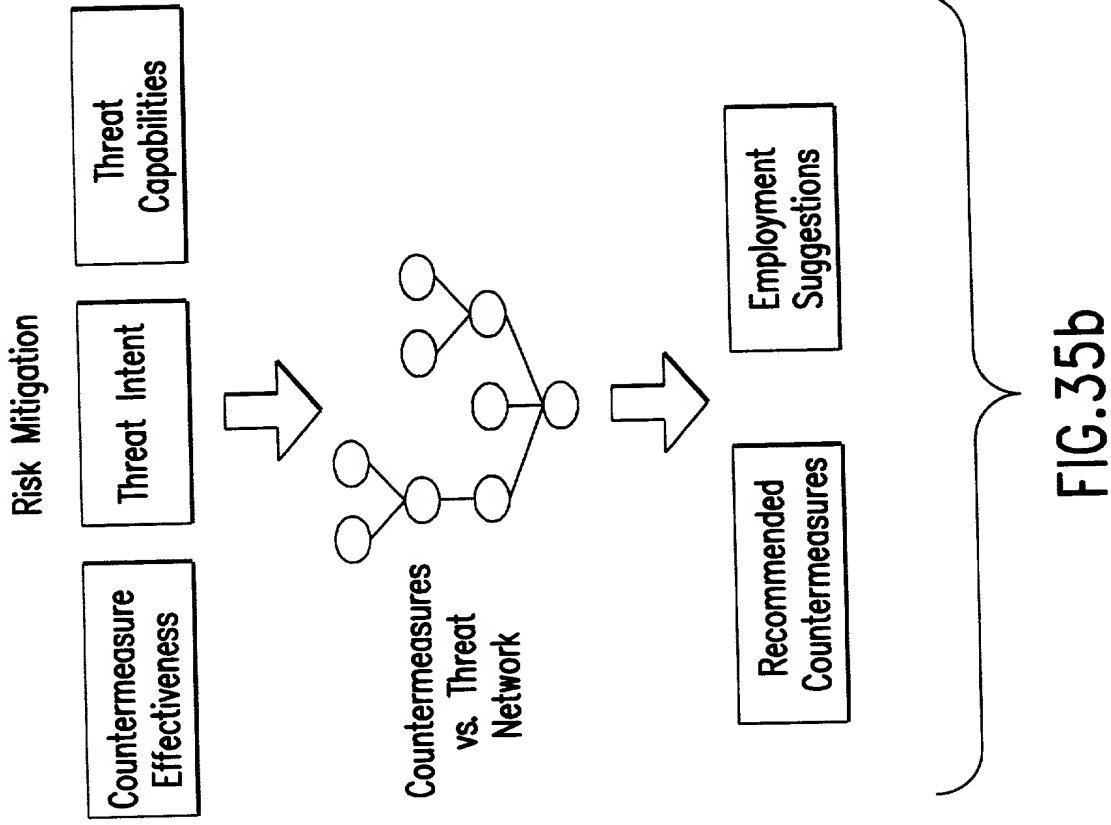 Risk Mitigation
Countermeasure
Effectiveness
Threat Intent
Threat
Capabilities
Countermeasures
vs. Threat
Network
Recommended
Countermeasures
Employment
Suggestions
FIG.35b